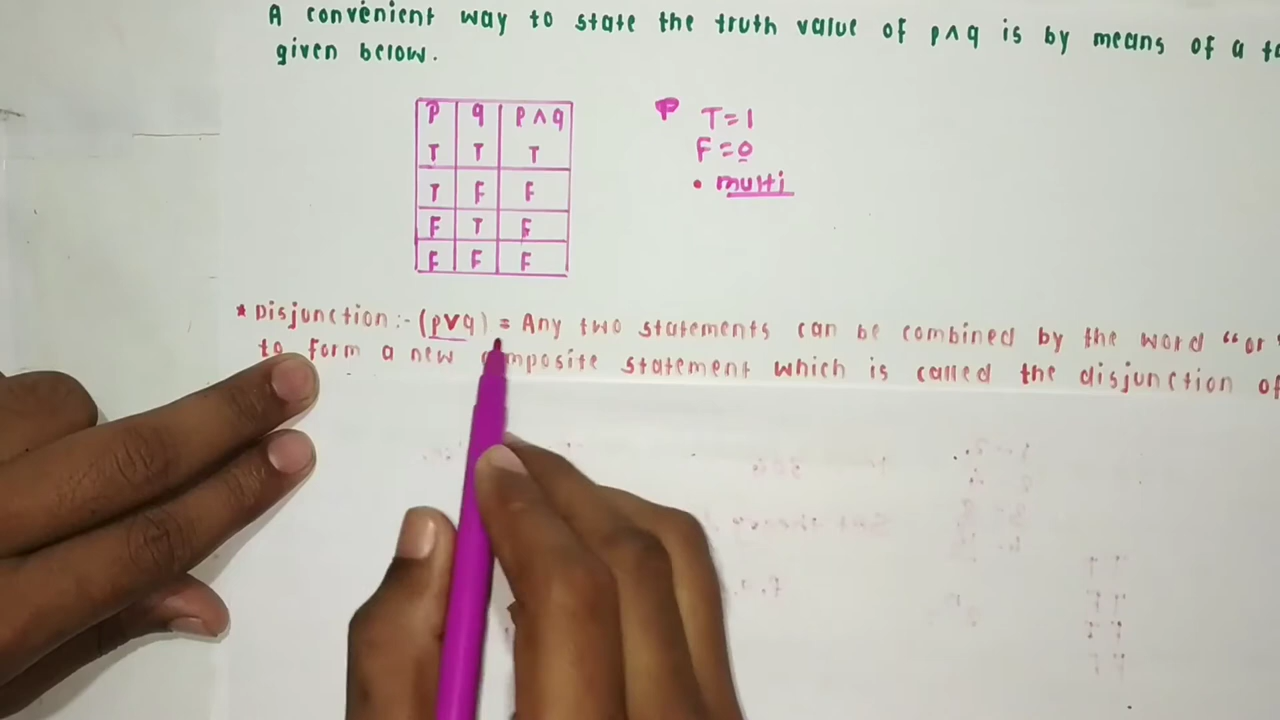 A convenient way to state the truth value of p∧q is by means of a
given below.
P q P∧q
T T T
T F F
F T F
F F F
P T=1
F=0
• multi
* Disjunction:- (p∨q) = Any two statements can be combined by the word "or"
to form a new composite statement which is called the disjunction of